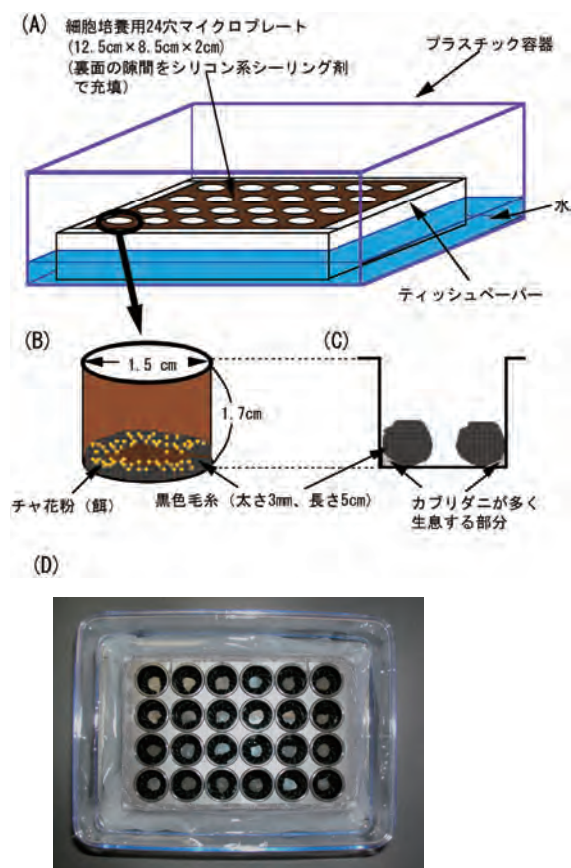 (A) 細胞培養用24穴マイクロプレート
(12.5cm×8.5cm×2cm)
(裏面の隙間をシリコン系シーリング剤
で充填)
プラスチック容器
水
ティッシュペーパー
(B)
(C)
1.5 cm
1.7cm
チャ花粉(餌)
黒色毛糸(太さ3mm、長さ5cm)
カブリダニが多く
生息する部分
(D)